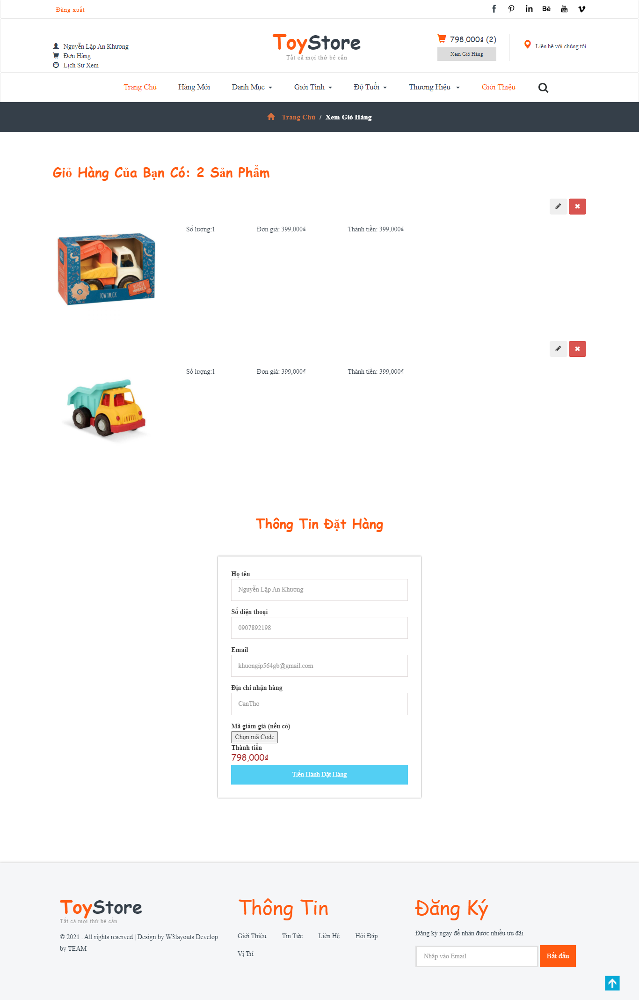 Đăng xuất
Nguyễn Lập An Khương
Đơn Hàng
Lịch Sử Xem
ToyStore
Tất cả mọi thứ bé cần
798,000₫ (2)
Xem Giỏ Hàng
Liên hệ với chúng tôi
Trang Chủ Hàng Mới Danh Mục Giới Tính Độ Tuổi Thương Hiệu Giới Thiệu
Trang Chủ / Xem Giỏ Hàng
Giỏ Hàng Của Bạn Có: 2 Sản Phẩm
Số lượng:1 Đơn giá: 399,000₫ Thành tiền: 399,000₫
WONDER
WHEELS
TOW TRUCK
Số lượng:1 Đơn giá: 399,000₫ Thành tiền: 399,000₫
Thông Tin Đặt Hàng
Họ tên
Nguyễn Lập An Khương
Số điện thoại
0907892198
Email
khuongip564gb@gmail.com
Địa chỉ nhận hàng
CanTho
Mã giảm giá (nếu có)
Chọn mã Code
Thành tiền
798,000₫
Tiến Hành Đặt Hàng
ToyStore
Tất cả mọi thứ bé cần
© 2021 . All rights reserved | Design by W3layouts Develop
by TEAM
Thông Tin
Giới Thiệu Tin Tức Liên Hệ Hỏi Đáp
Vị Trí
Đăng Ký
Đăng ký ngay để nhận được nhiều ưu đãi
Nhập vào Email
Bắt đầu